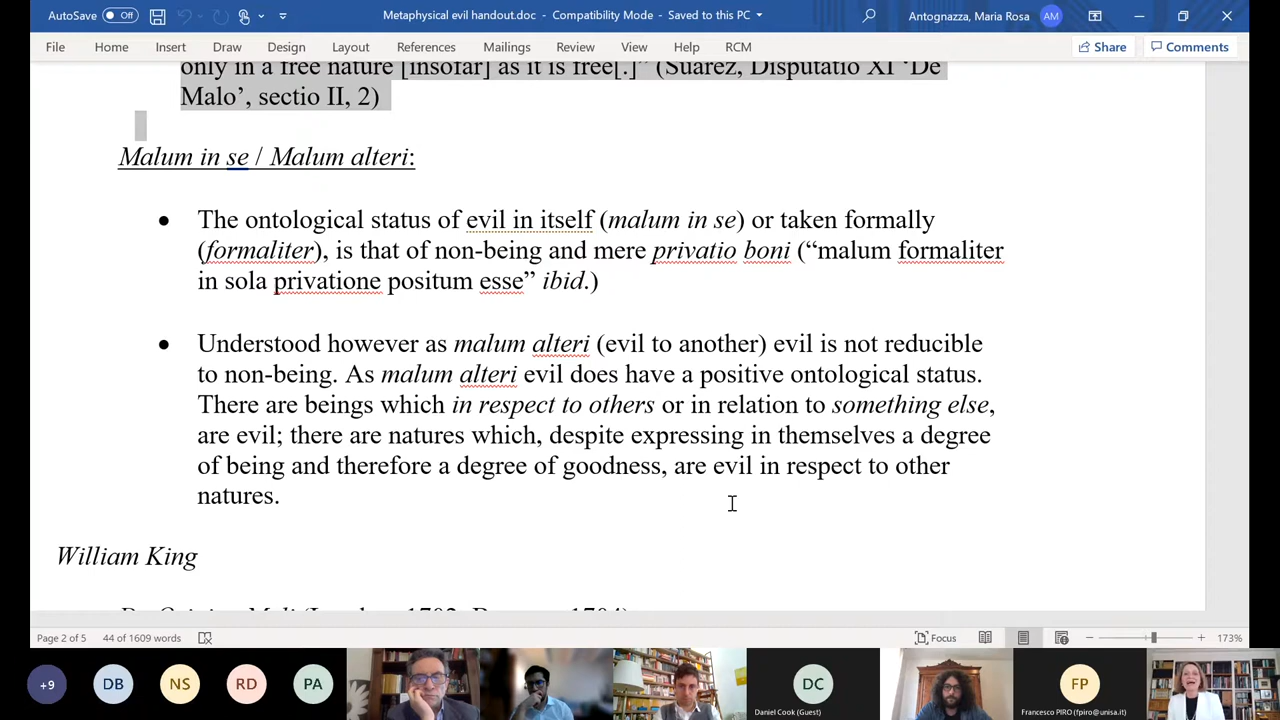 AutoSave Off Metaphysical evil handout.doc - Compatibility Mode - Saved to this PC Antognazza, Maria Rosa AM
File Home Insert Draw Design Layout References Mailings Review View Help RCM Share Comments
only in a free nature [insofar] as it is free[.]” (Suarez, Disputatio XI ‘De
Malo’, sectio II, 2)
Malum in se / Malum alteri:
● The ontological status of evil in itself (malum in se) or taken formally
(formaliter), is that of non-being and mere privatio boni (“malum formaliter
in sola privatione positum esse” ibid.)
● Understood however as malum alteri (evil to another) evil is not reducible
to non-being. As malum alteri evil does have a positive ontological status.
There are beings which in respect to others or in relation to something else,
are evil; there are natures which, despite expressing in themselves a degree
of being and therefore a degree of goodness, are evil in respect to other
natures.
William King
Page 2 of 5 44 of 1609 words Focus 173%
+9 DB NS RD PA DC FP
Daniel Cook (Guest) Francesco PIRO (fpiro@unisa.it)